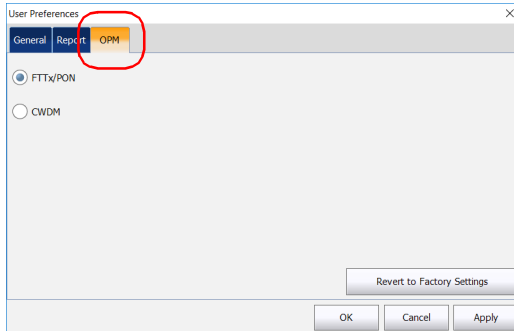 User Preferences
General Report OPM
FTTx/PON
CWDM
Revert to Factory Settings
OK Cancel Apply